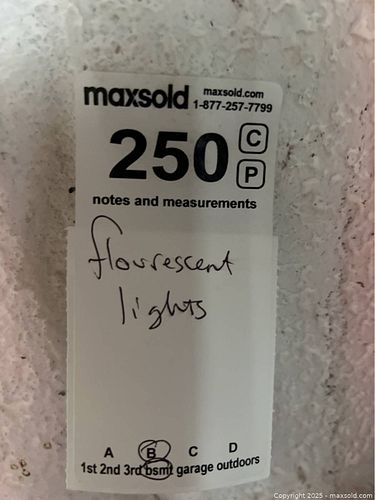 maxsold maxsold.com
1-877-257-7799
250 C
P
notes and measurements
flourescent
lights
A B C D
1st 2nd 3rd bsmt garage outdoors
Copyright 2025 - maxsold.com